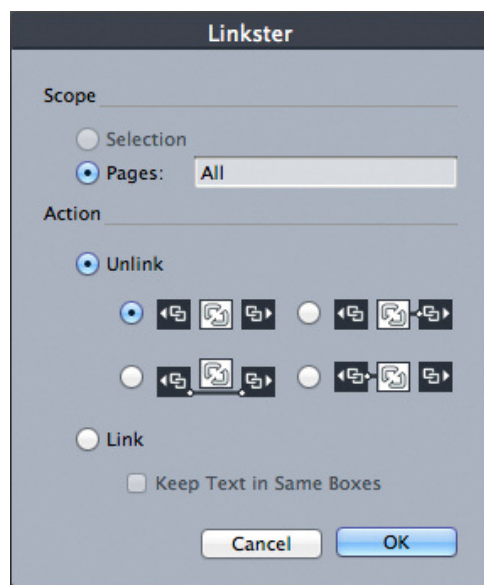 Linkster
Scope
Selection
Pages: All
Action
Unlink
Link
Keep Text in Same Boxes
Cancel OK